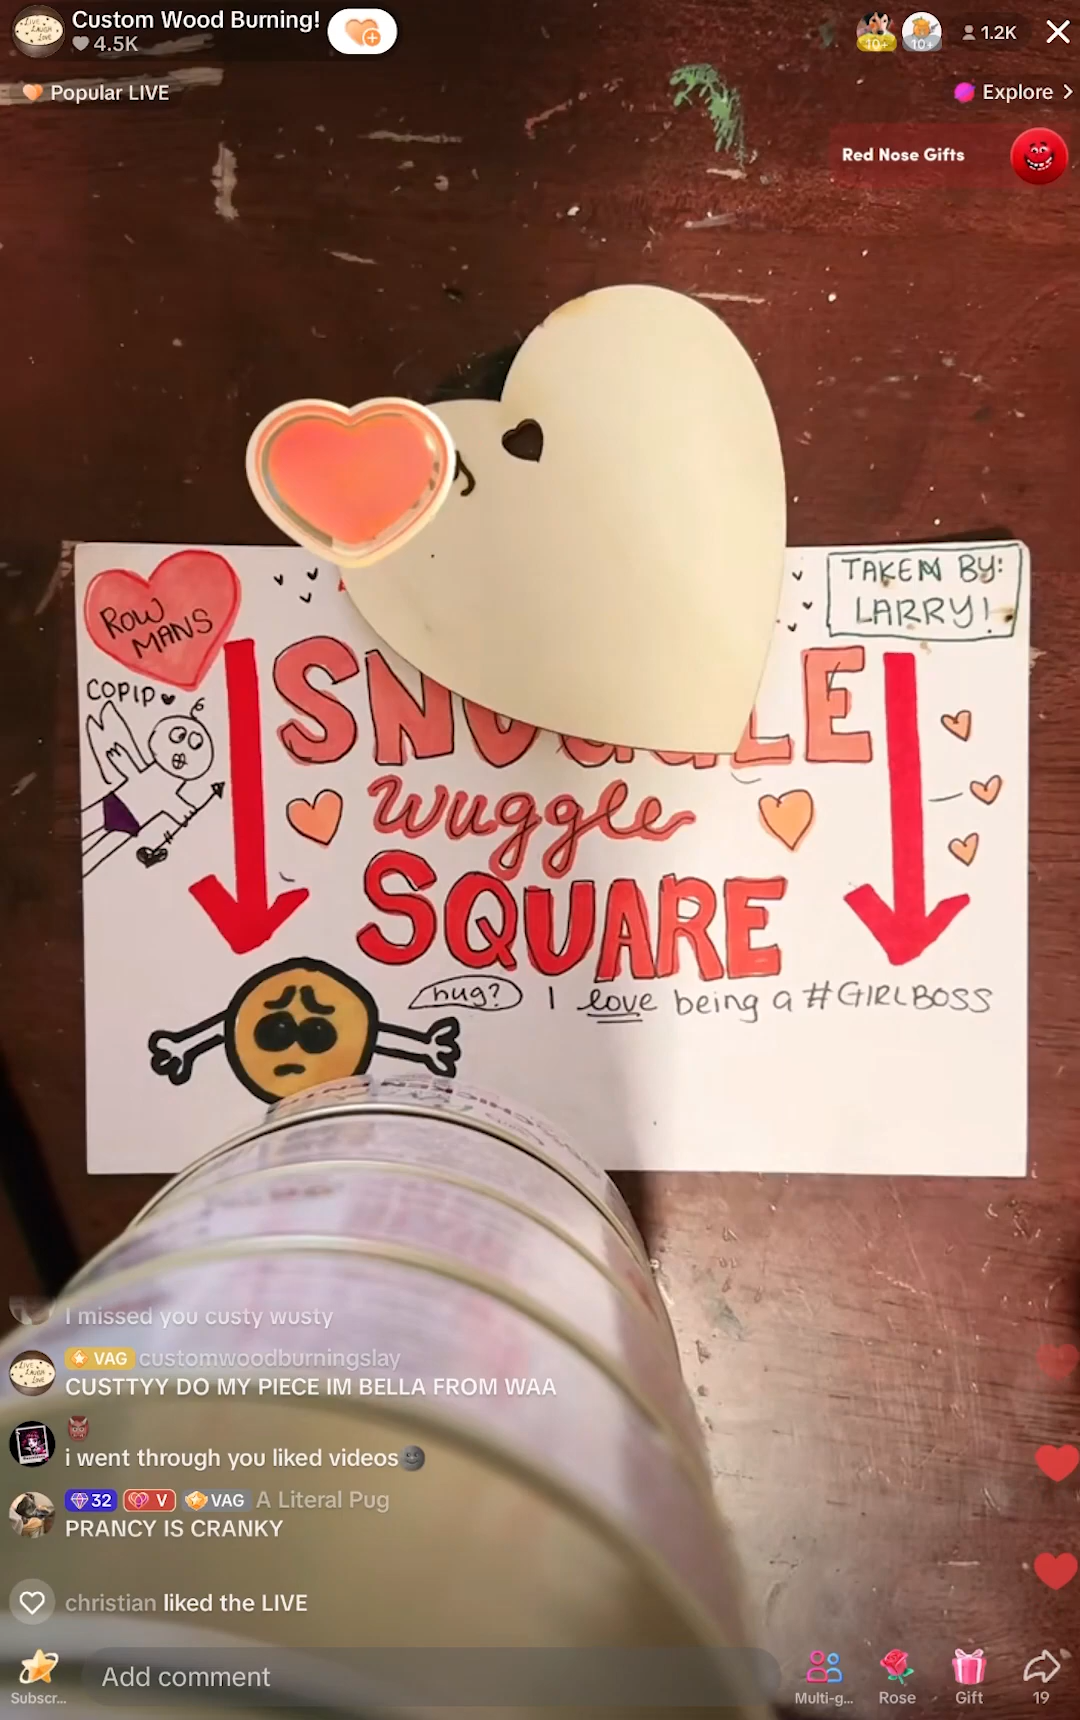 Custom Wood Burning!
4.5K
10+
10+
1.2K
Popular LIVE
Explore >
Red Nose Gifts
ROW
MANS
TAKEN BY:
LARRY!
COPID
SNUGGLE
wuggle
SQUARE
hug? I love being a #GIRLBOSS
I missed you custy wusty
VAG customwoodburningslay
CUSTTYY DO MY PIECE IM BELLA FROM WAA
i went through you liked videos
32 V VAG A Literal Pug
PRANCY IS CRANKY
christian liked the LIVE
Add comment
Subscr... Multi-g... Rose Gift 19